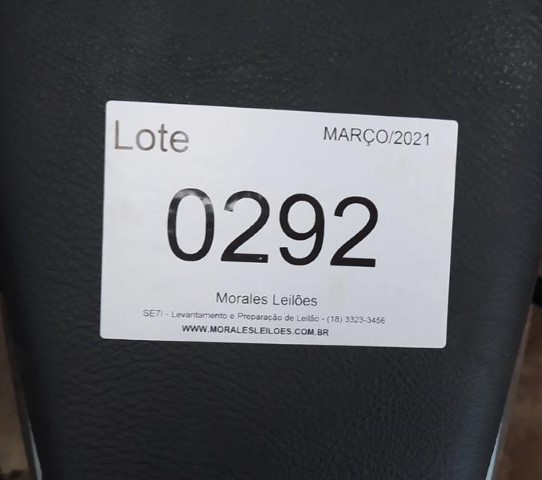 Lote MARÇO/2021
0292
Morales Leilões
SE7I - Levantamento e Preparação de Leilão - (18) 3323-3456
WWW.MORALESLEILOES.COM.BR